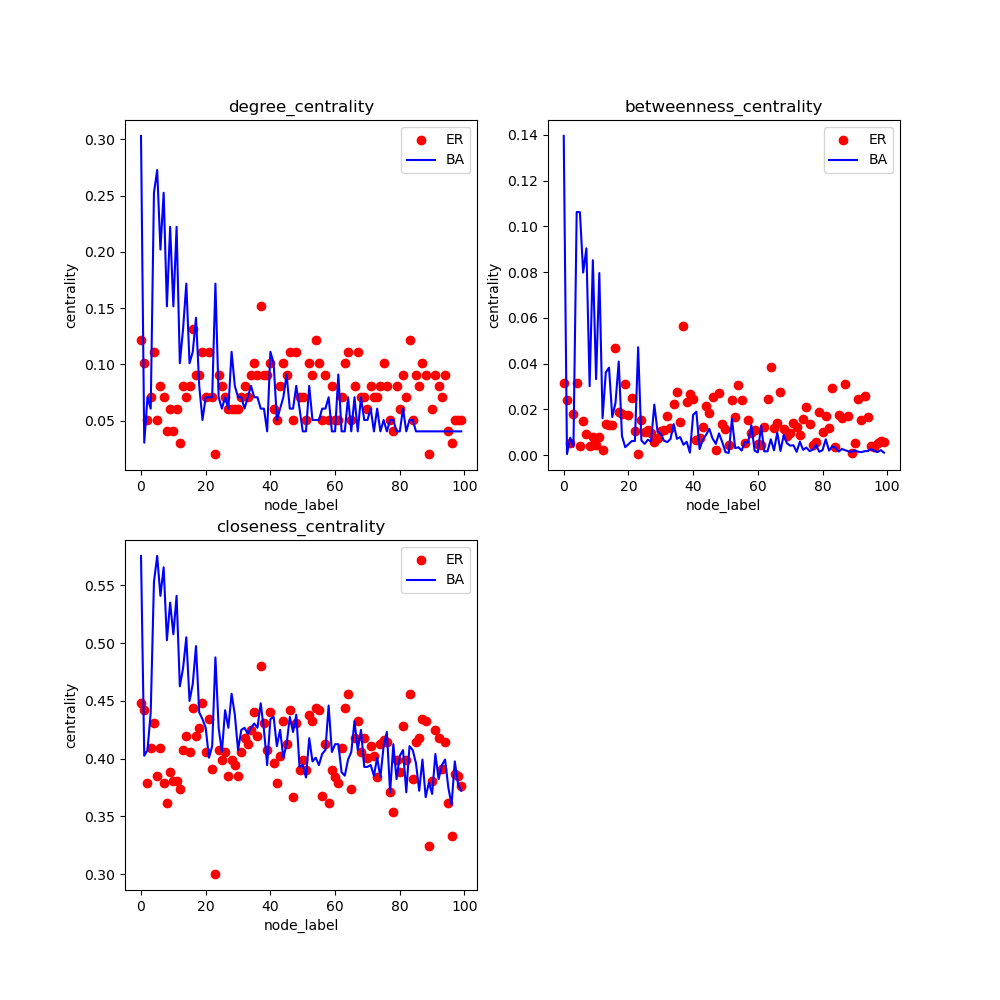 degree_centrality
centrality
0.30
0.25
0.20
0.15
0.10
0.05
ER
BA
0 20 40 60 80 100
node_label
betweenness_centrality
centrality
0.14
0.12
0.10
0.08
0.06
0.04
0.02
0.00
ER
BA
0 20 40 60 80 100
node_label
closeness_centrality
centrality
0.55
0.50
0.45
0.40
0.35
0.30
ER
BA
0 20 40 60 80 100
node_label